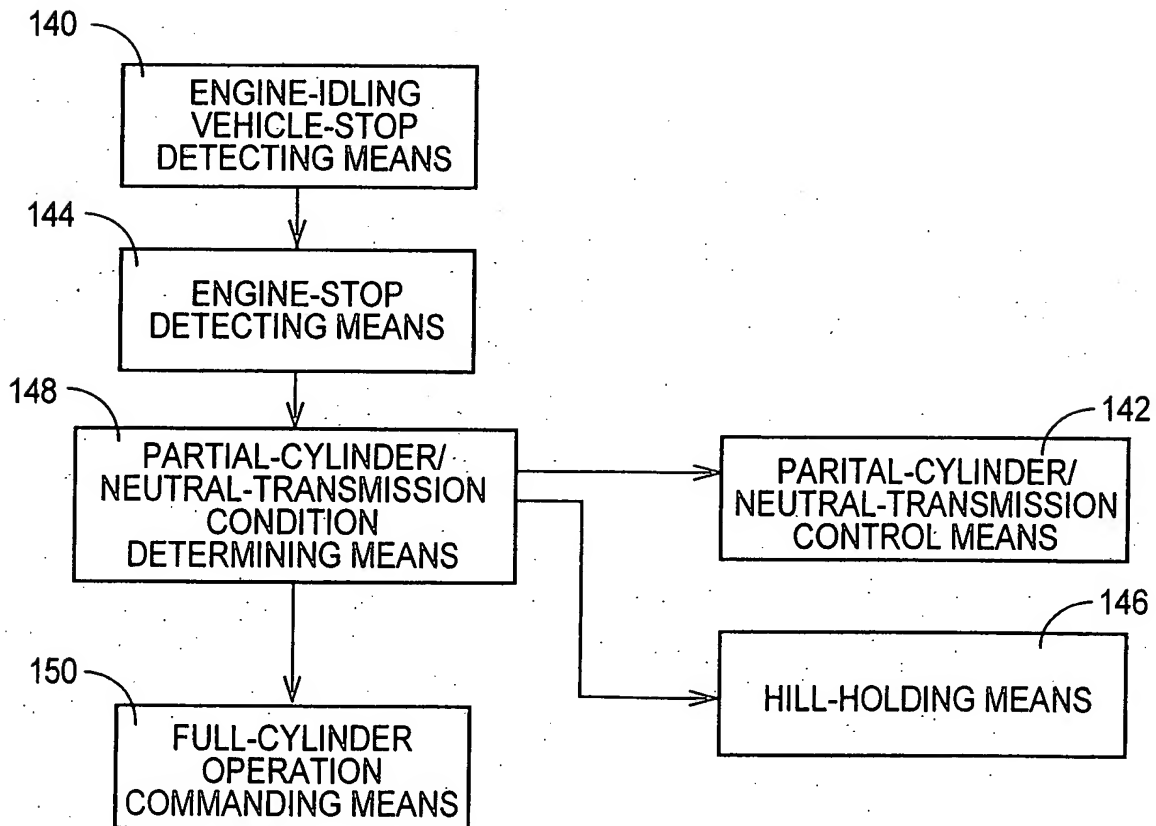 140
ENGINE-IDLING
VEHICLE-STOP
DETECTING MEANS
144
ENGINE-STOP
DETECTING MEANS
148
PARTIAL-CYLINDER/
NEUTRAL-TRANSMISSION
CONDITION
DETERMINING MEANS
142
PARITAL-CYLINDER/
NEUTRAL-TRANSMISSION
CONTROL MEANS
146
HILL-HOLDING MEANS
150
FULL-CYLINDER
OPERATION
COMMANDING MEANS